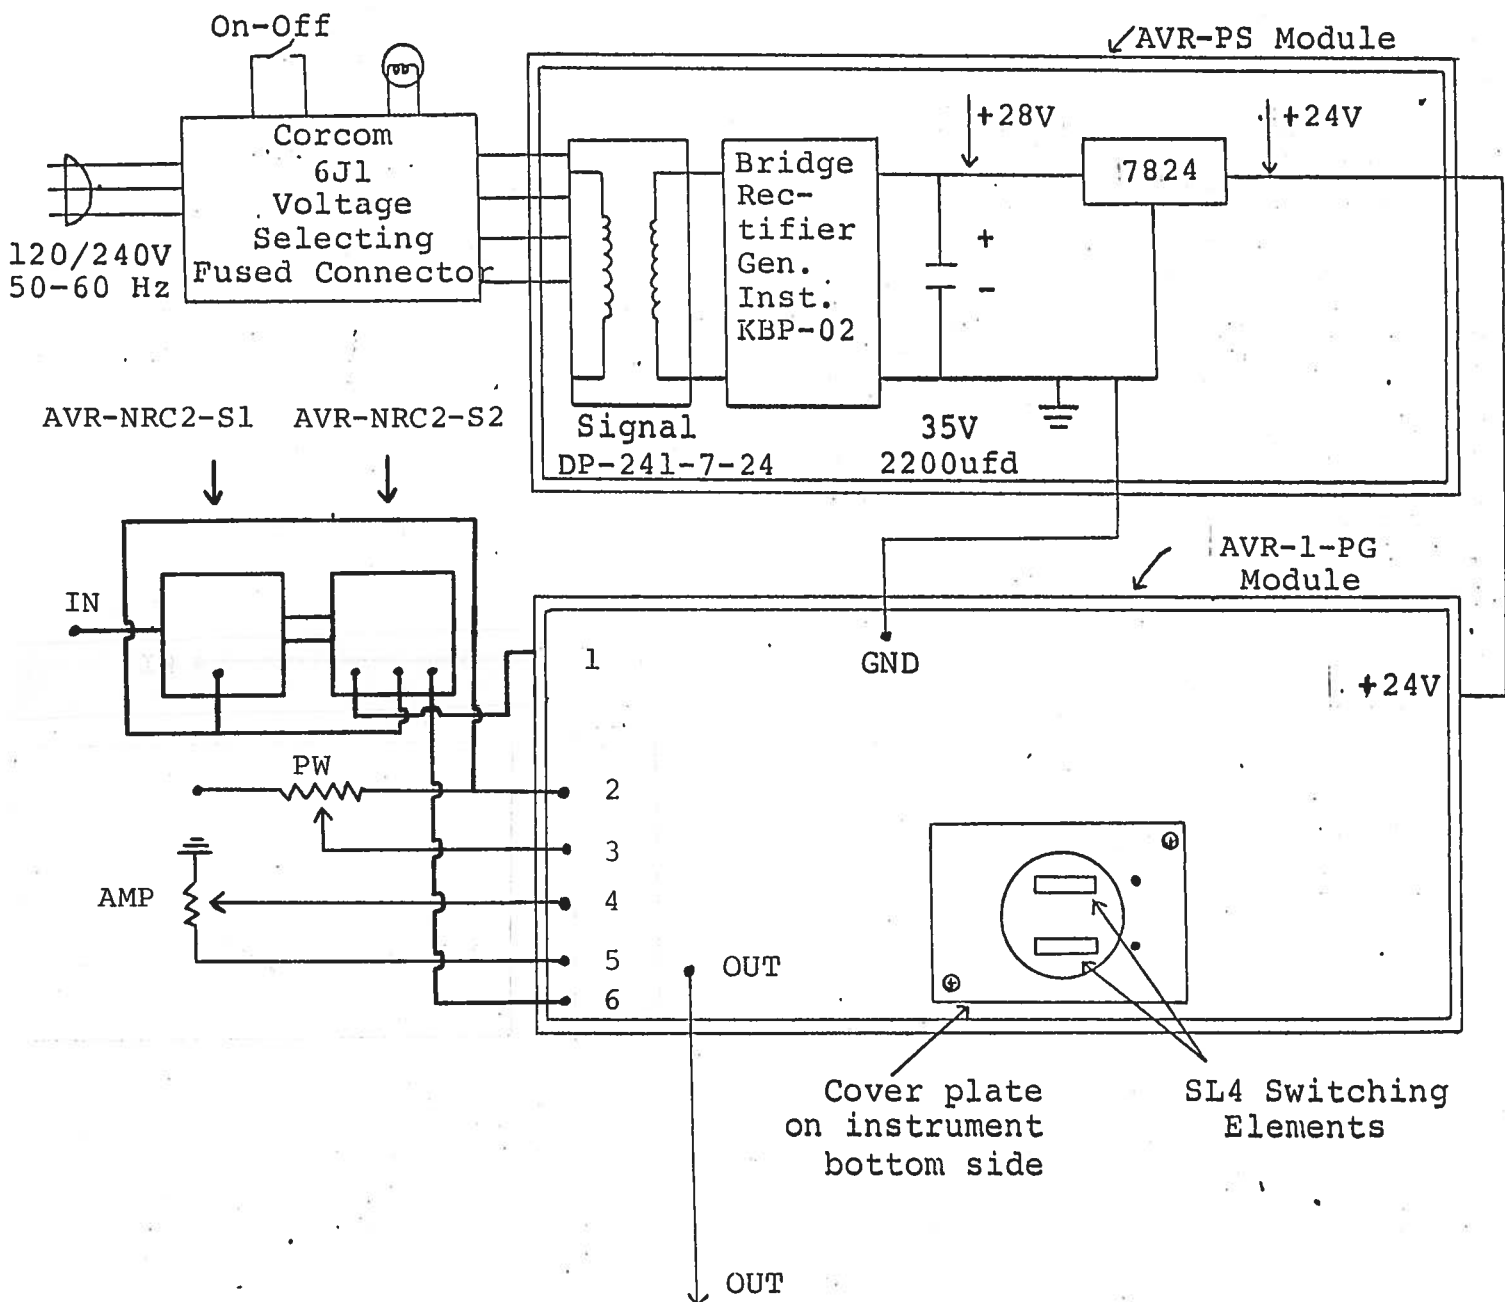 On-Off
AVR-PS Module
Corcom
6J1
Voltage
Selecting
Fused Connector
120/240V
50-60 Hz
Bridge
Rec-
tifier
Gen.
Inst.
KBP-02
+28V
7824
+24V
+
-
Signal
DP-241-7-24
35V
2200ufd
AVR-NRC2-S1
AVR-NRC2-S2
AVR-1-PG
Module
IN
1
GND
+24V
PW
2
3
AMP
4
5
6
OUT
Cover plate
on instrument
bottom side
SL4 Switching
Elements
OUT